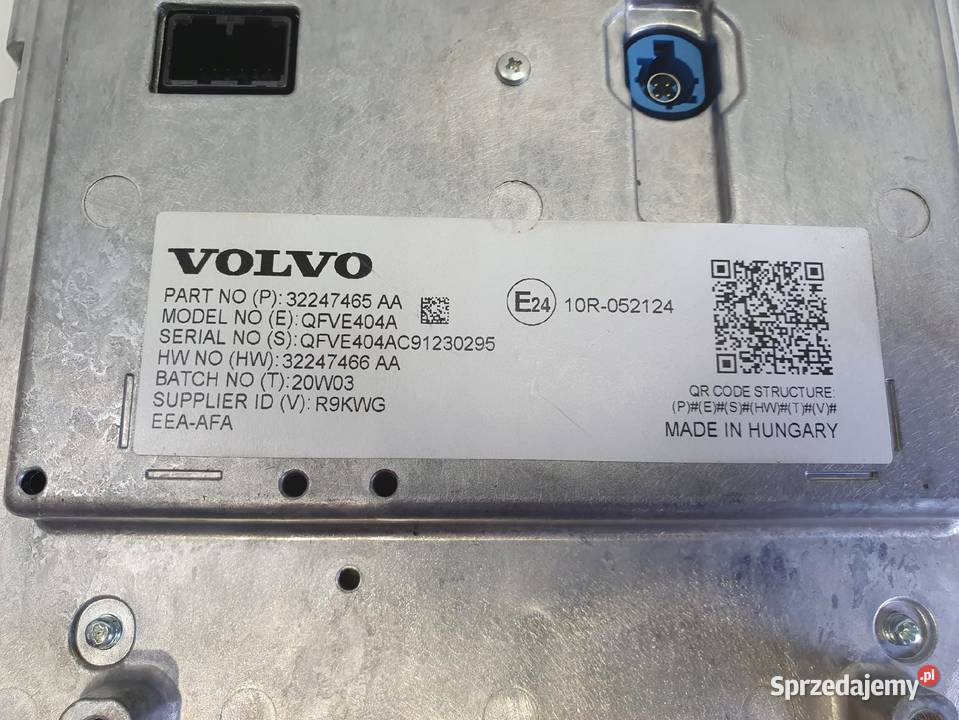 VOLVO
PART NO (P): 32247465 AA
MODEL NO (E): QFVE404A
SERIAL NO (S): QFVE404AC91230295
HW NO (HW): 32247466 AA
BATCH NO (T): 20W03
SUPPLIER ID (V): R9KWG
EEA-AFA
E24 10R-052124
QR CODE STRUCTURE:
(P)#(E)#(S)#(HW)#(T)#(V)#
MADE IN HUNGARY
Sprzedajemy.pl